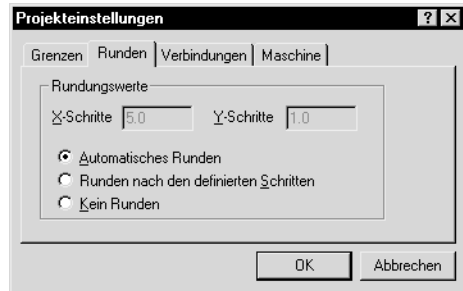 Projekteinstellungen
Grenzen Runden Verbindungen Maschine
Rundungswerte
X-Schritte 5.0 Y-Schritte 1.0
Automatisches Runden
Runden nach den definierten Schritten
Kein Runden
OK Abbrechen